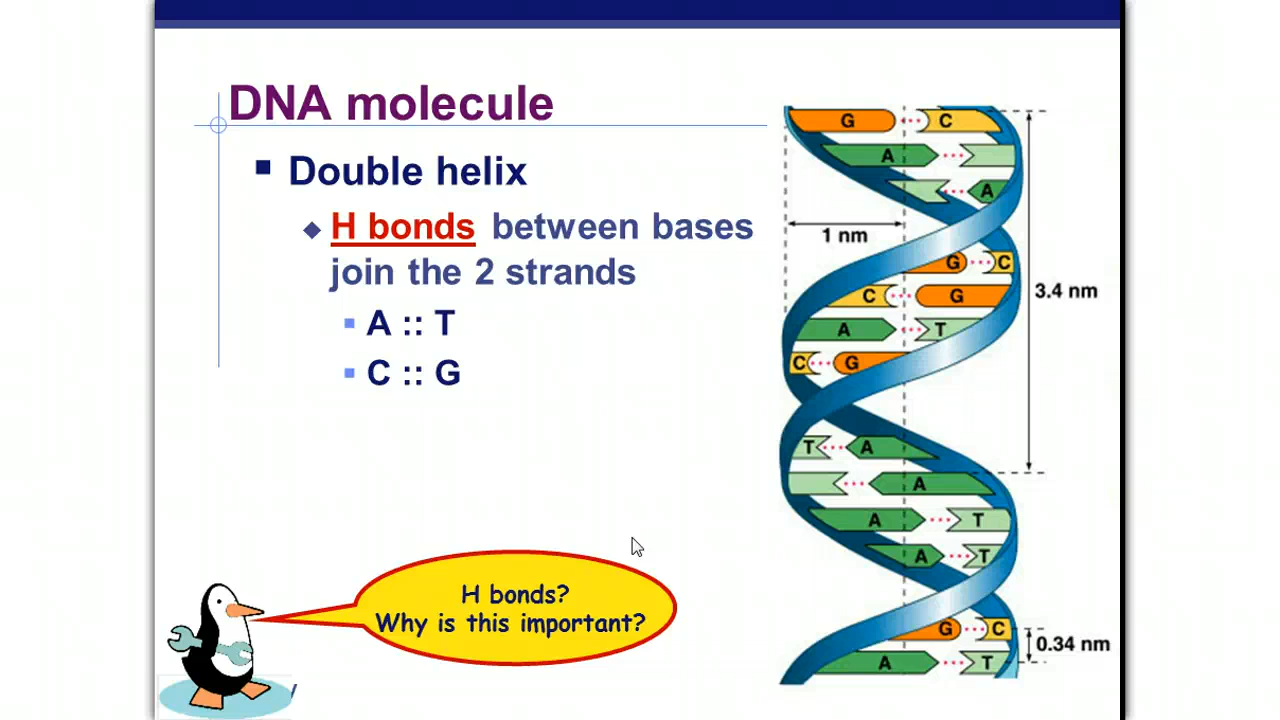 DNA molecule
Double helix
H bonds between bases
join the 2 strands
A :: T
C :: G
H bonds?
Why is this important?
G C
A
A
1 nm
G C
3.4 nm
C G
A T
C G
T A
A
A T
A T
G C
0.34 nm
A T